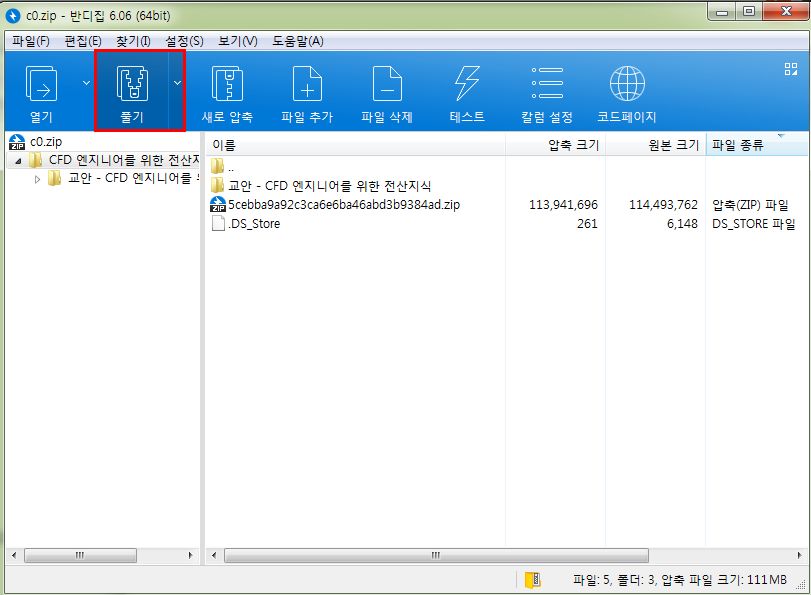 c0.zip - 반디집 6.06 (64bit)
파일(F) 편집(E) 찾기(I) 설정(S) 보기(V) 도움말(A)
열기 풀기 새로 압축 파일 추가 파일 삭제 테스트 칼럼 설정 코드페이지
c0.zip
CFD 엔지니어를 위한 전산지
교안 - CFD 엔지니어를
이름 압축 크기 원본 크기 파일 종류
..
교안 - CFD 엔지니어를 위한 전산지식
5cebba9a92c3ca6e6ba46abd3b9384ad.zip 113,941,696 114,493,762 압축(ZIP) 파일
.DS_Store 261 6,148 DS_STORE 파일
파일: 5, 폴더: 3, 압축 파일 크기: 111MB